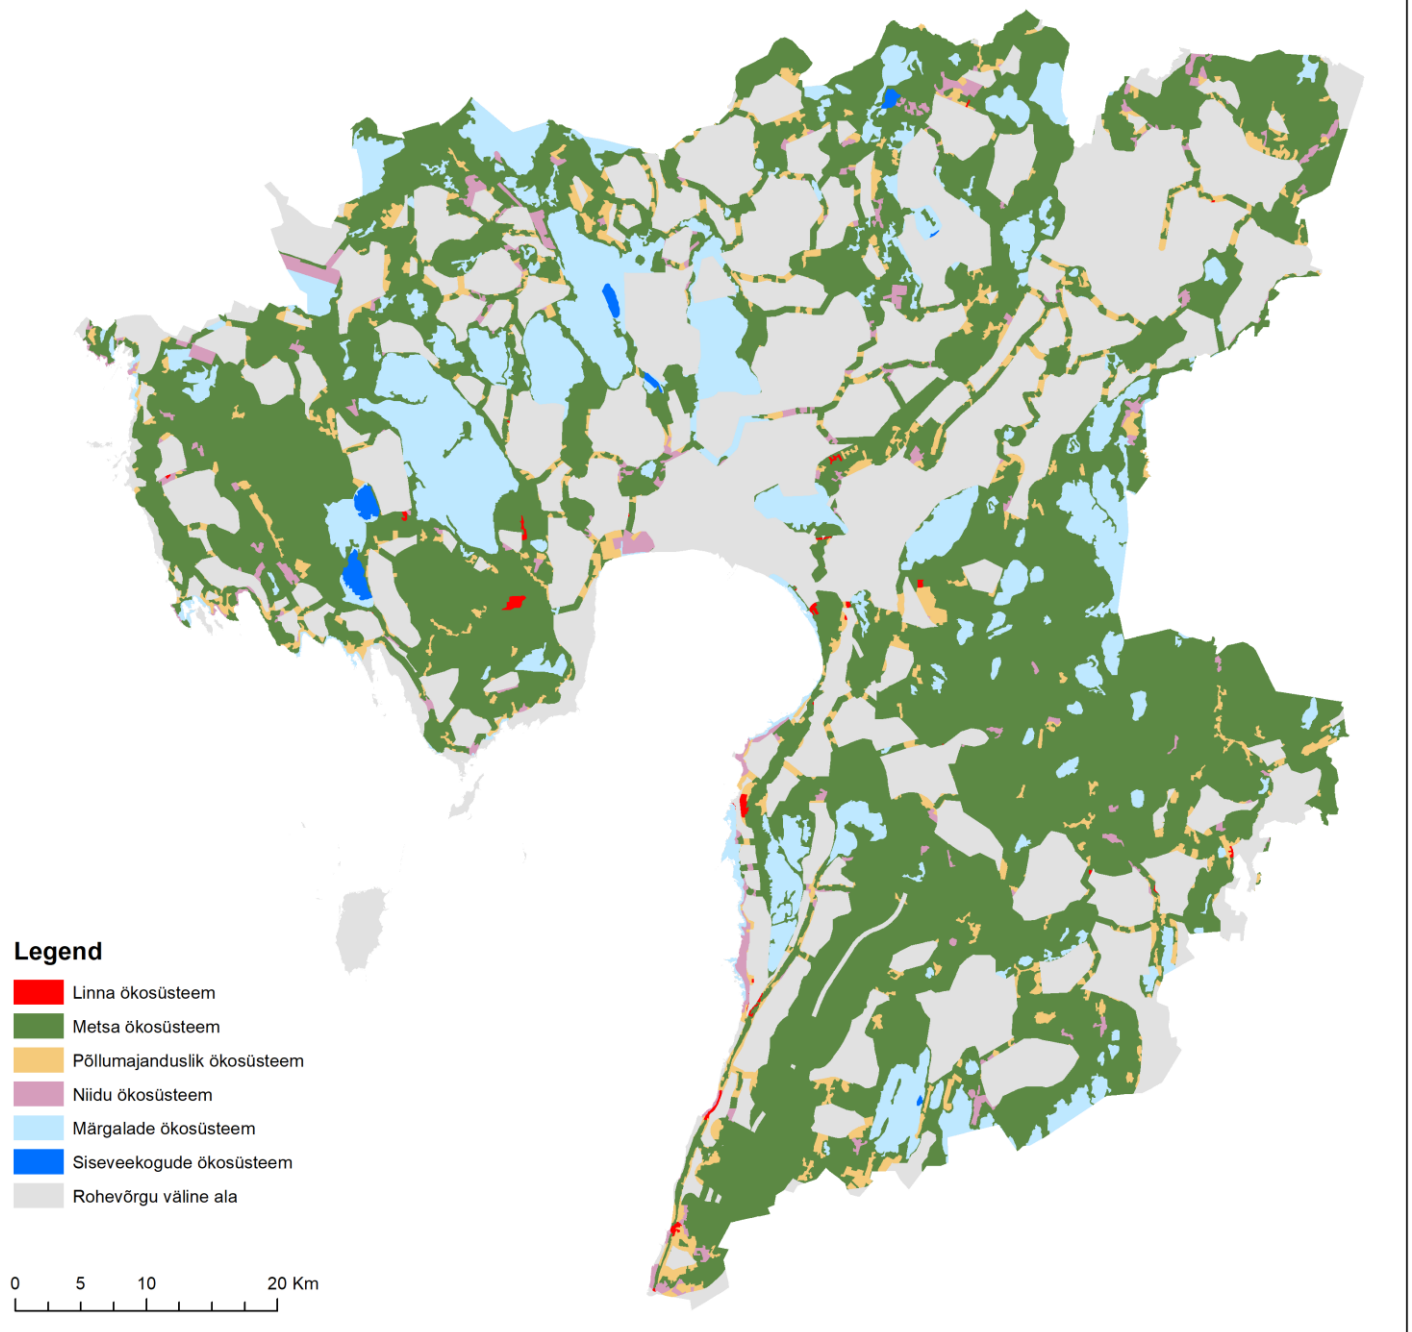 Legend
Linna ökosüsteem
Metsa ökosüsteem
Põllumajanduslik ökosüsteem
Niidu ökosüsteem
Märgalade ökosüsteem
Siseveekogude ökosüsteem
Rohevõrgu väline ala
0 5 10 20 Km